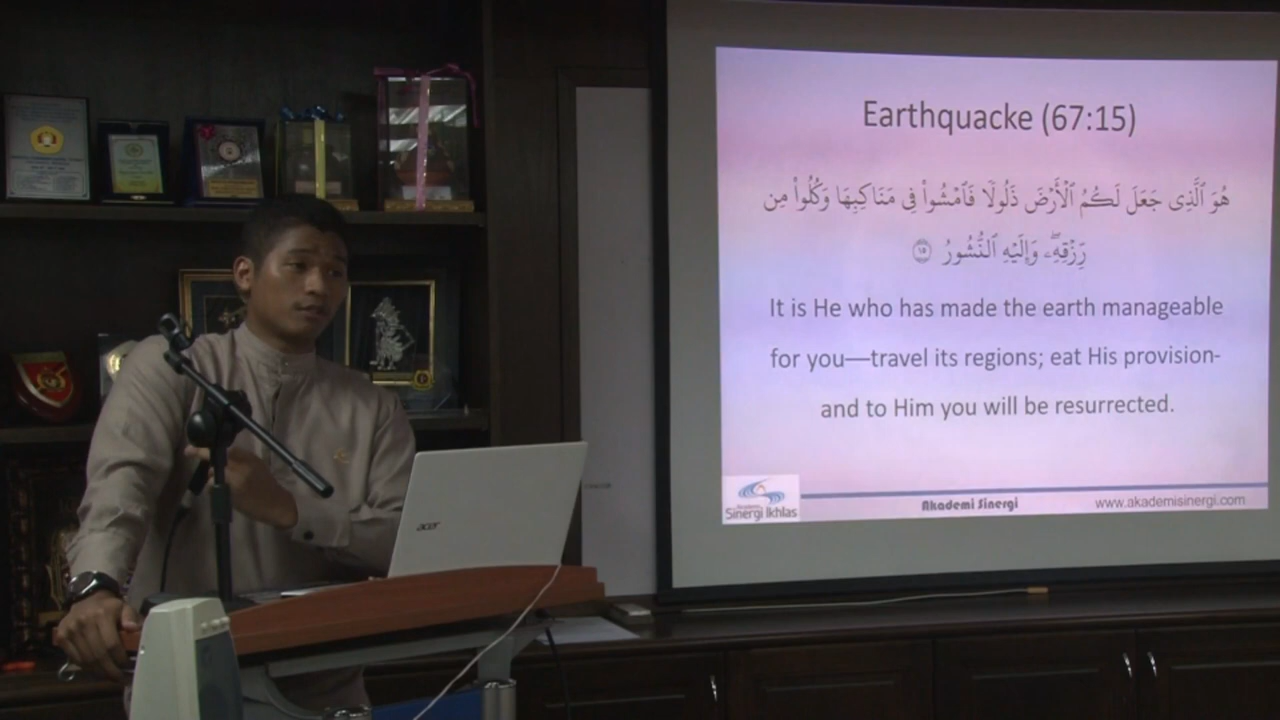 Earthquacke (67:15)
هُوَ ٱلَّذِى جَعَلَ لَكُمُ ٱلْأَرْضَ ذَلُولًا فَٱمْشُوا۟ فِى مَنَاكِبِهَا وَكُلُوا۟ مِن
رِّزْقِهِۦ ۖ وَإِلَيْهِ ٱلنُّشُورُ ۝١٥
It is He who has made the earth manageable
for you—travel its regions; eat His provision-
and to Him you will be resurrected.
Sinergi Ikhlas
Akademi Sinergi
www.akademisinergi.com
acer